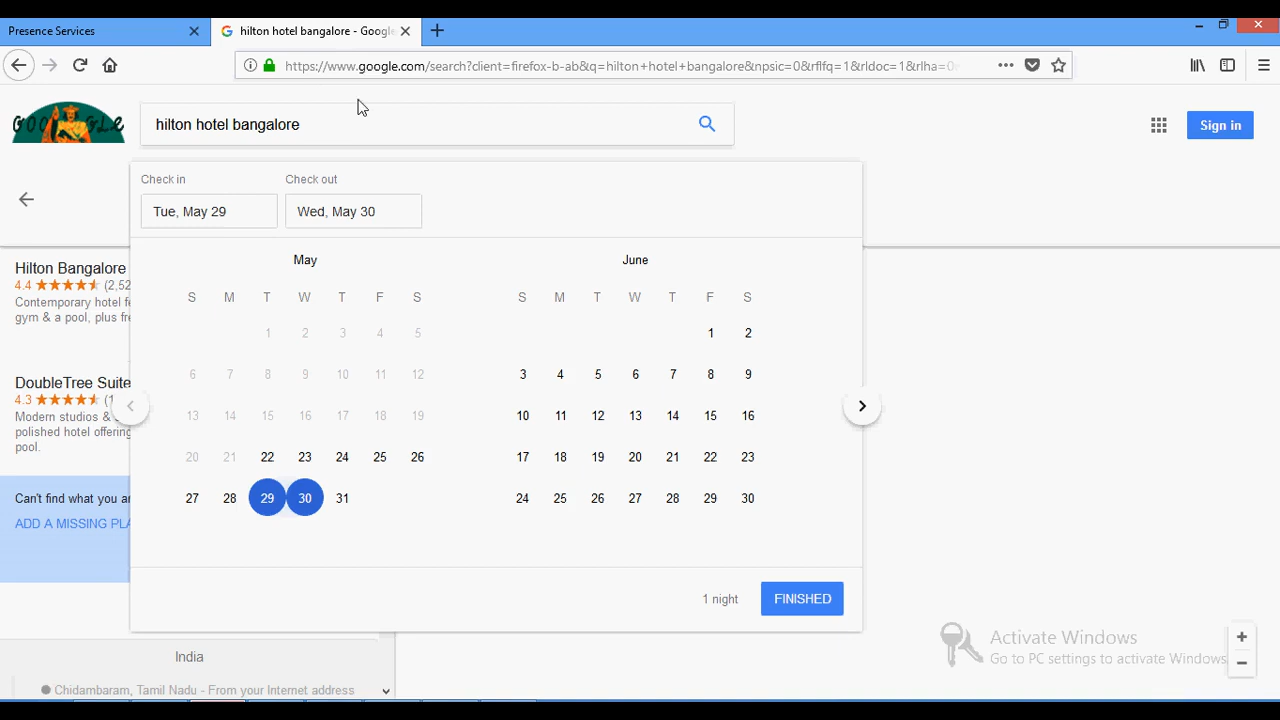 Presence Services
hilton hotel bangalore - Google
https://www.google.com/search?client=firefox-b-ab&q=hilton+hotel+bangalore&npsic=0&rflfq=1&rldoc=1&rlha=0
GOOGLE hilton hotel bangalore Sign in
Check in Check out
Tue, May 29 Wed, May 30
May June
S M T W T F S S M T W T F S
1 2 3 4 5 1 2
6 7 8 9 10 11 12 3 4 5 6 7 8 9
13 14 15 16 17 18 19 10 11 12 13 14 15 16
20 21 22 23 24 25 26 17 18 19 20 21 22 23
27 28 29 30 31 24 25 26 27 28 29 30
1 night FINISHED
Hilton Bangalore
4.4 (2,52
Contemporary hotel fe
gym & a pool, plus fre
DoubleTree Suite
4.3 (1
Modern studios &
polished hotel offering
pool.
Can't find what you ar
ADD A MISSING PLA
India
Chidambaram, Tamil Nadu - From your Internet address
Activate Windows
Go to PC settings to activate Windows.